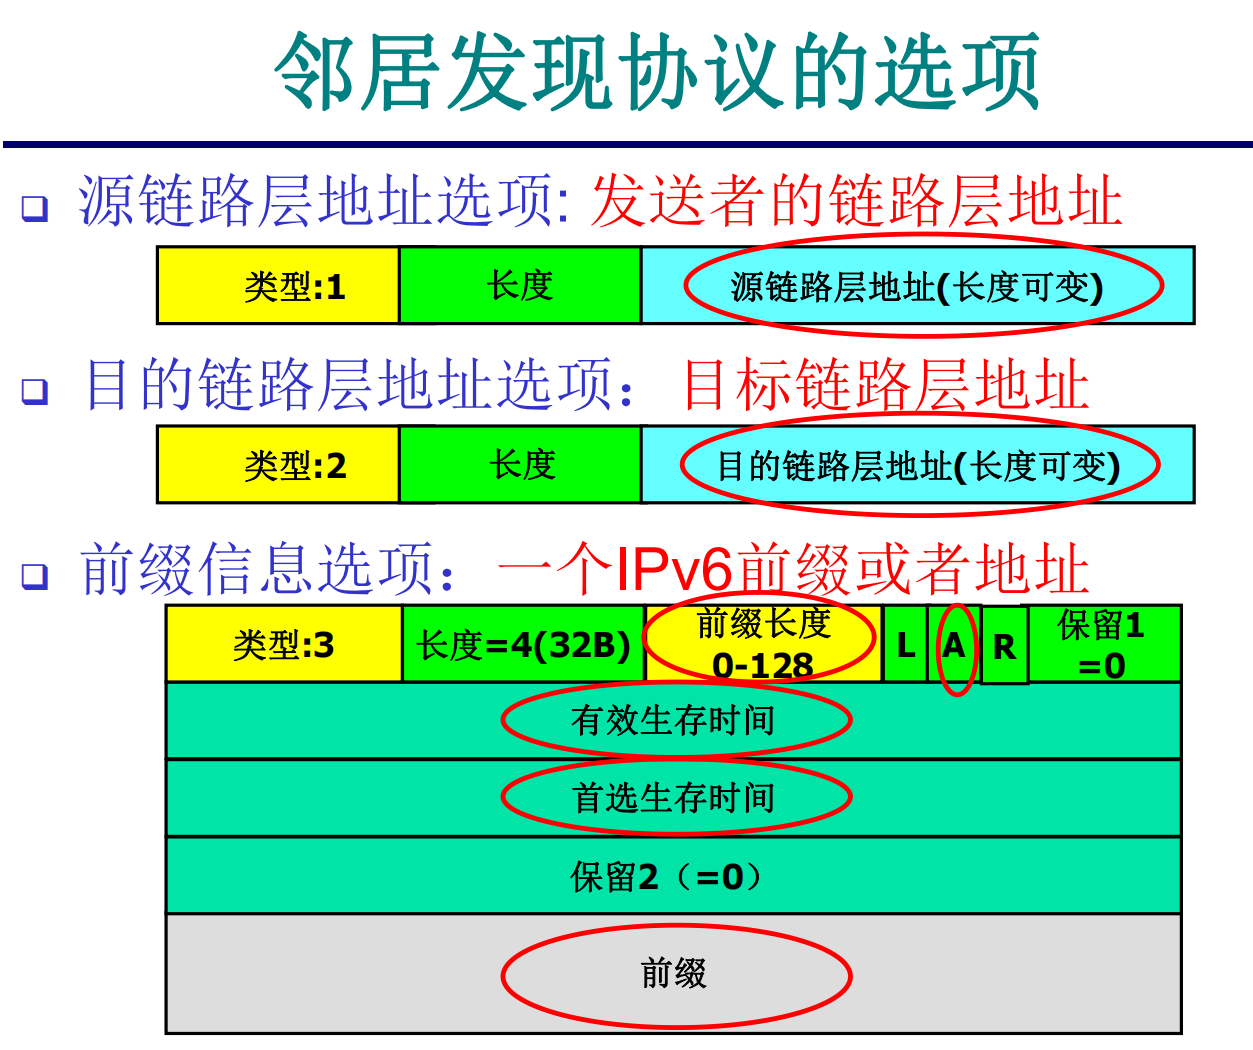 邻居发现协议的选项
源链路层地址选项: 发送者的链路层地址
类型:1 长度 源链路层地址(长度可变)
目的链路层地址选项：目标链路层地址
类型:2 长度 目的链路层地址(长度可变)
前缀信息选项：一个IPv6前缀或者地址
类型:3 长度=4(32B) 前缀长度 L A R 保留1
0-128 =0
有效生存时间
首选生存时间
保留2（=0）
前缀